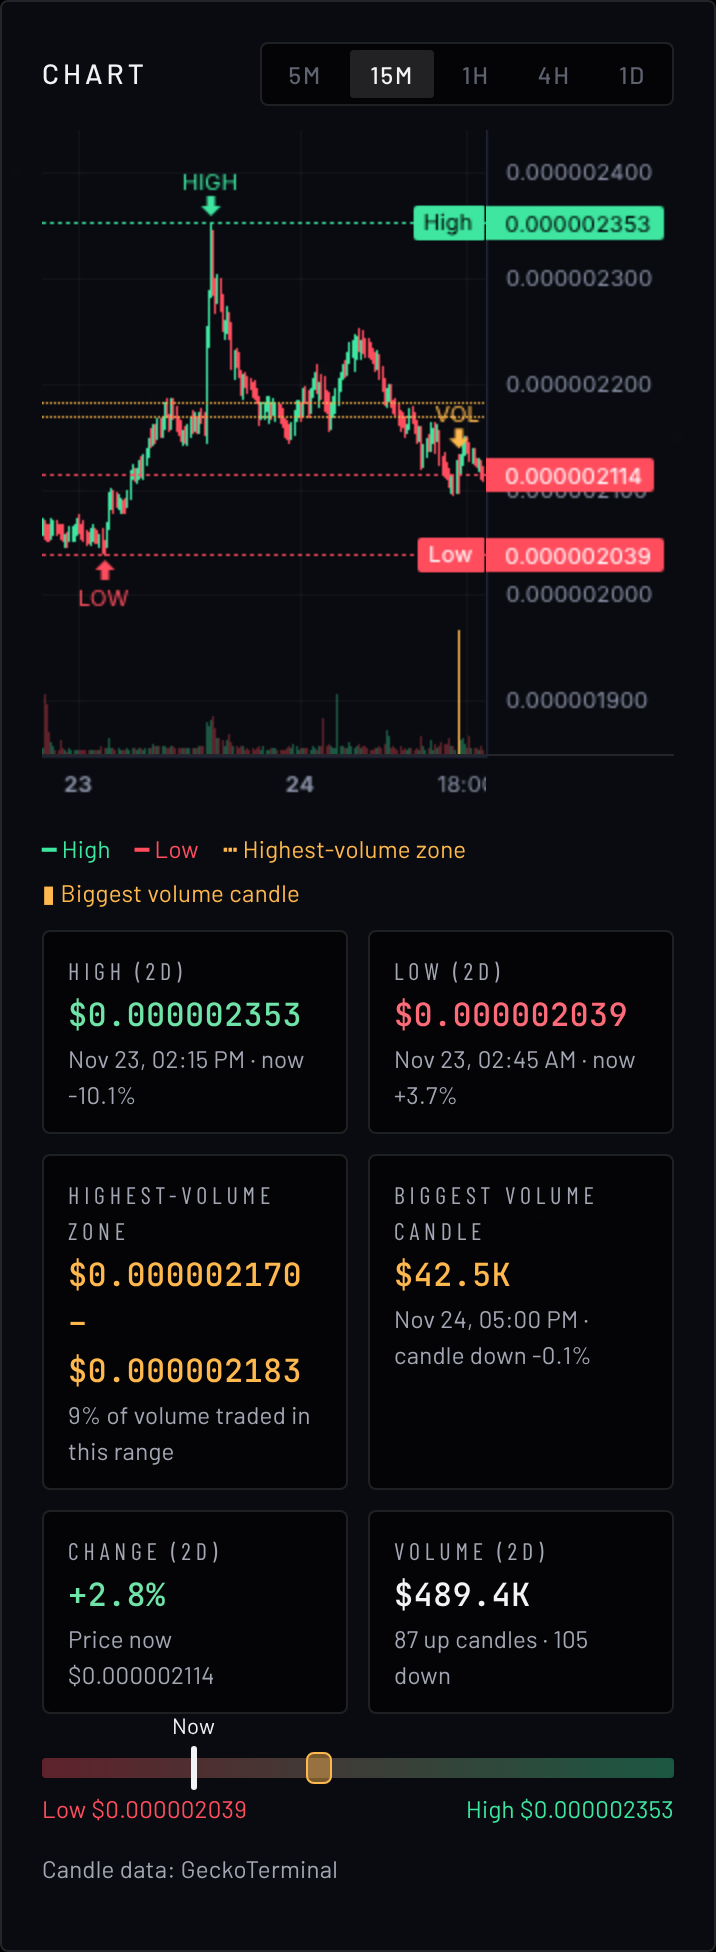 CHART
5M 15M 1H 4H 1D
HIGH
0.000002400
High 0.000002353
0.000002300
0.000002200
VOL
0.000002114
0.000002100
Low 0.000002039
LOW
0.000002000
0.000001900
23 24 18:00
High Low Highest-volume zone
Biggest volume candle
HIGH (2D)
$0.000002353
Nov 23, 02:15 PM · now
-10.1%
LOW (2D)
$0.000002039
Nov 23, 02:45 AM · now
+3.7%
HIGHEST-VOLUME
ZONE
$0.000002170
–
$0.000002183
9% of volume traded in
this range
BIGGEST VOLUME
CANDLE
$42.5K
Nov 24, 05:00 PM ·
candle down -0.1%
CHANGE (2D)
+2.8%
Price now
$0.000002114
VOLUME (2D)
$489.4K
87 up candles · 105
down
Now
Low $0.000002039
High $0.000002353
Candle data: GeckoTerminal